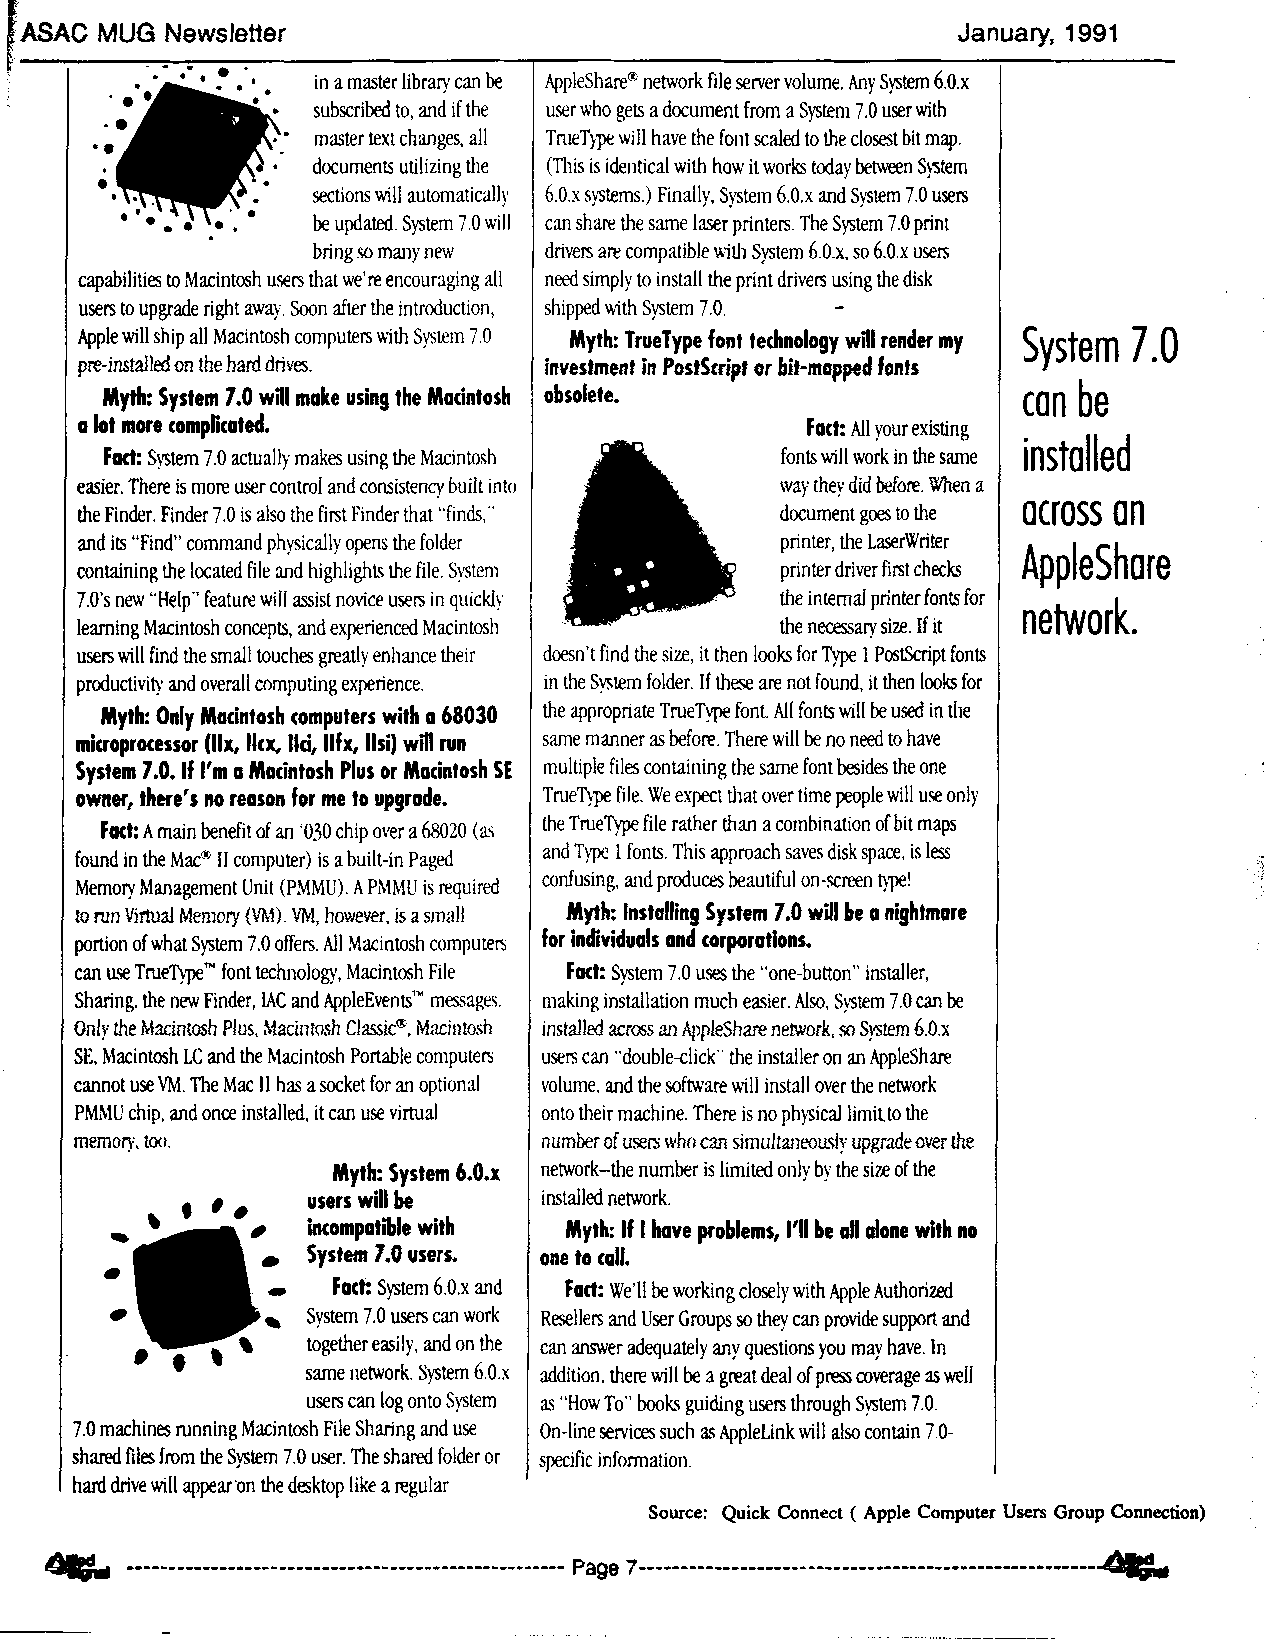 ASAC MUG Newsletter
January, 1991
in a master library can be
subscribed to, and if the
master text changes, all
documents utilizing the
sections will automatically
be updated. System 7.0 will
bring so many new
capabilities to Macintosh users that we're encouraging all
users to upgrade right away. Soon after the introduction,
Apple will ship all Macintosh computers with System 7.0
pre-installed on the hard drives.
Myth: System 7.0 will make using the Macintosh
a lot more complicated.
Fact: System 7.0 actually makes using the Macintosh
easier. There is more user control and consistency built into
the Finder. Finder 7.0 is also the first Finder that "finds,"
and its "Find" command physically opens the folder
containing the located file and highlights the file. System
7.0's new "Help" feature will assist novice users in quickly
learning Macintosh concepts, and experienced Macintosh
users will find the small touches greatly enhance their
productivity and overall computing experience.
Myth: Only Macintosh computers with a 68030
microprocessor (IIx, IIcx, IIci, IIfx, IIsi) will run
System 7.0. If I'm a Macintosh Plus or Macintosh SE
owner, there's no reason for me to upgrade.
Fact: A main benefit of an '030 chip over a 68020 (as
found in the Mac® II computer) is a built-in Paged
Memory Management Unit (PMMU). A PMMU is required
to run Virtual Memory (VM). VM, however, is a small
portion of what System 7.0 offers. All Macintosh computers
can use TrueType™ font technology, Macintosh File
Sharing, the new Finder, IAC and AppleEvents™ messages.
Only the Macintosh Plus, Macintosh Classic®, Macintosh
SE, Macintosh LC and the Macintosh Portable computers
cannot use VM. The Mac II has a socket for an optional
PMMU chip, and once installed, it can use virtual
memory, too.
Myth: System 6.0.x
users will be
incompatible with
System 7.0 users.
Fact: System 6.0.x and
System 7.0 users can work
together easily, and on the
same network. System 6.0.x
users can log onto System
7.0 machines running Macintosh File Sharing and use
shared files from the System 7.0 user. The shared folder or
hard drive will appear on the desktop like a regular
AppleShare® network file server volume. Any System 6.0.x
user who gets a document from a System 7.0 user with
TrueType will have the font scaled to the closest bit map.
(This is identical with how it works today between System
6.0.x systems.) Finally, System 6.0.x and System 7.0 users
can share the same laser printers. The System 7.0 print
drivers are compatible with System 6.0.x, so 6.0.x users
need simply to install the print drivers using the disk
shipped with System 7.0.
Myth: TrueType font technology will render my
investment in PostScript or bit-mapped fonts
obsolete.
Fact: All your existing
fonts will work in the same
way they did before. When a
document goes to the
printer, the LaserWriter
printer driver first checks
the internal printer fonts for
the necessary size. If it
doesn't find the size, it then looks for Type 1 PostScript fonts
in the System folder. If these are not found, it then looks for
the appropriate TrueType font. All fonts will be used in the
same manner as before. There will be no need to have
multiple files containing the same font besides the one
TrueType file. We expect that over time people will use only
the TrueType file rather than a combination of bit maps
and Type 1 fonts. This approach saves disk space, is less
confusing, and produces beautiful on-screen type!
Myth: Installing System 7.0 will be a nightmare
for individuals and corporations.
Fact: System 7.0 uses the "one-button" installer,
making installation much easier. Also, System 7.0 can be
installed across an AppleShare network, so System 6.0.x
users can "double-click" the installer on an AppleShare
volume, and the software will install over the network
onto their machine. There is no physical limit to the
number of users who can simultaneously upgrade over the
network–the number is limited only by the size of the
installed network.
Myth: If I have problems, I'll be all alone with no
one to call.
Fact: We'll be working closely with Apple Authorized
Resellers and User Groups so they can provide support and
can answer adequately any questions you may have. In
addition, there will be a great deal of press coverage as well
as "How To" books guiding users through System 7.0.
On-line services such as AppleLink will also contain 7.0-
specific information.
System 7.0
can be
installed
across an
AppleShare
network.
Source: Quick Connect ( Apple Computer Users Group Connection)
Allied
Signal
Page 7
Allied
Signal